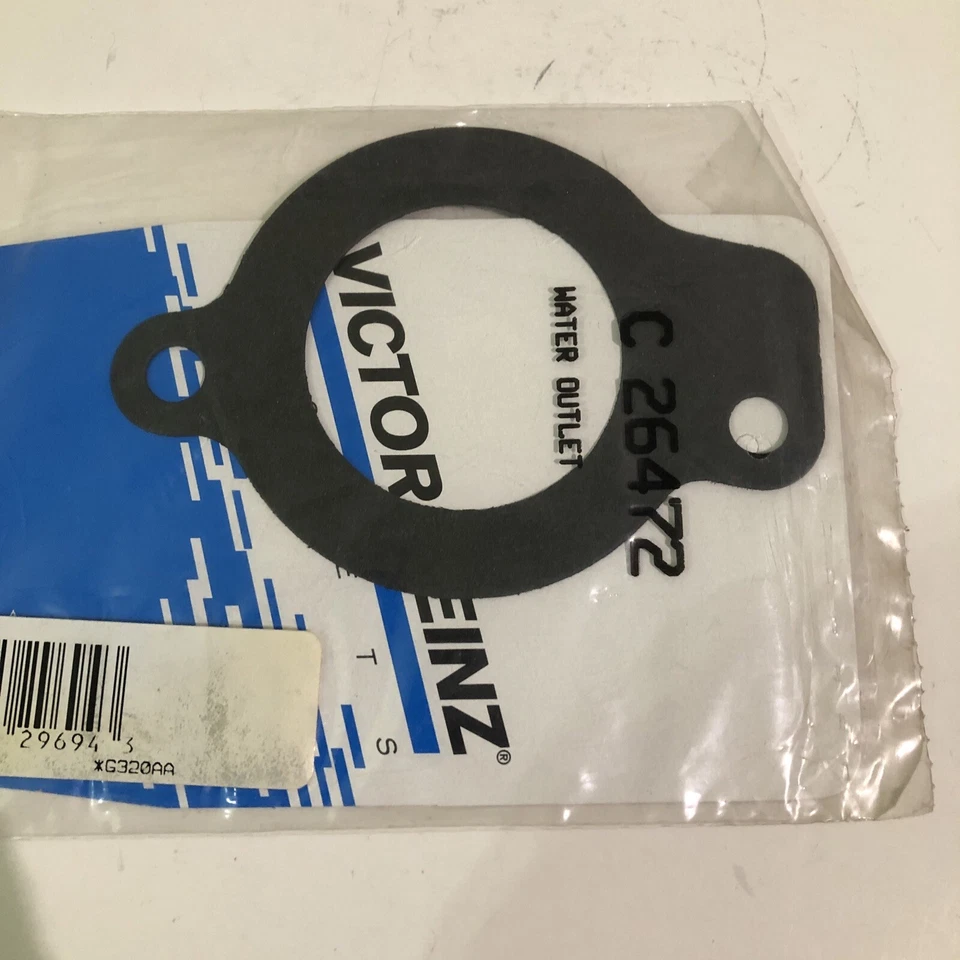 C 26472
WATER OUTLET
VICTOR
EINZ®
E
T
S
29694 3
*G320AA